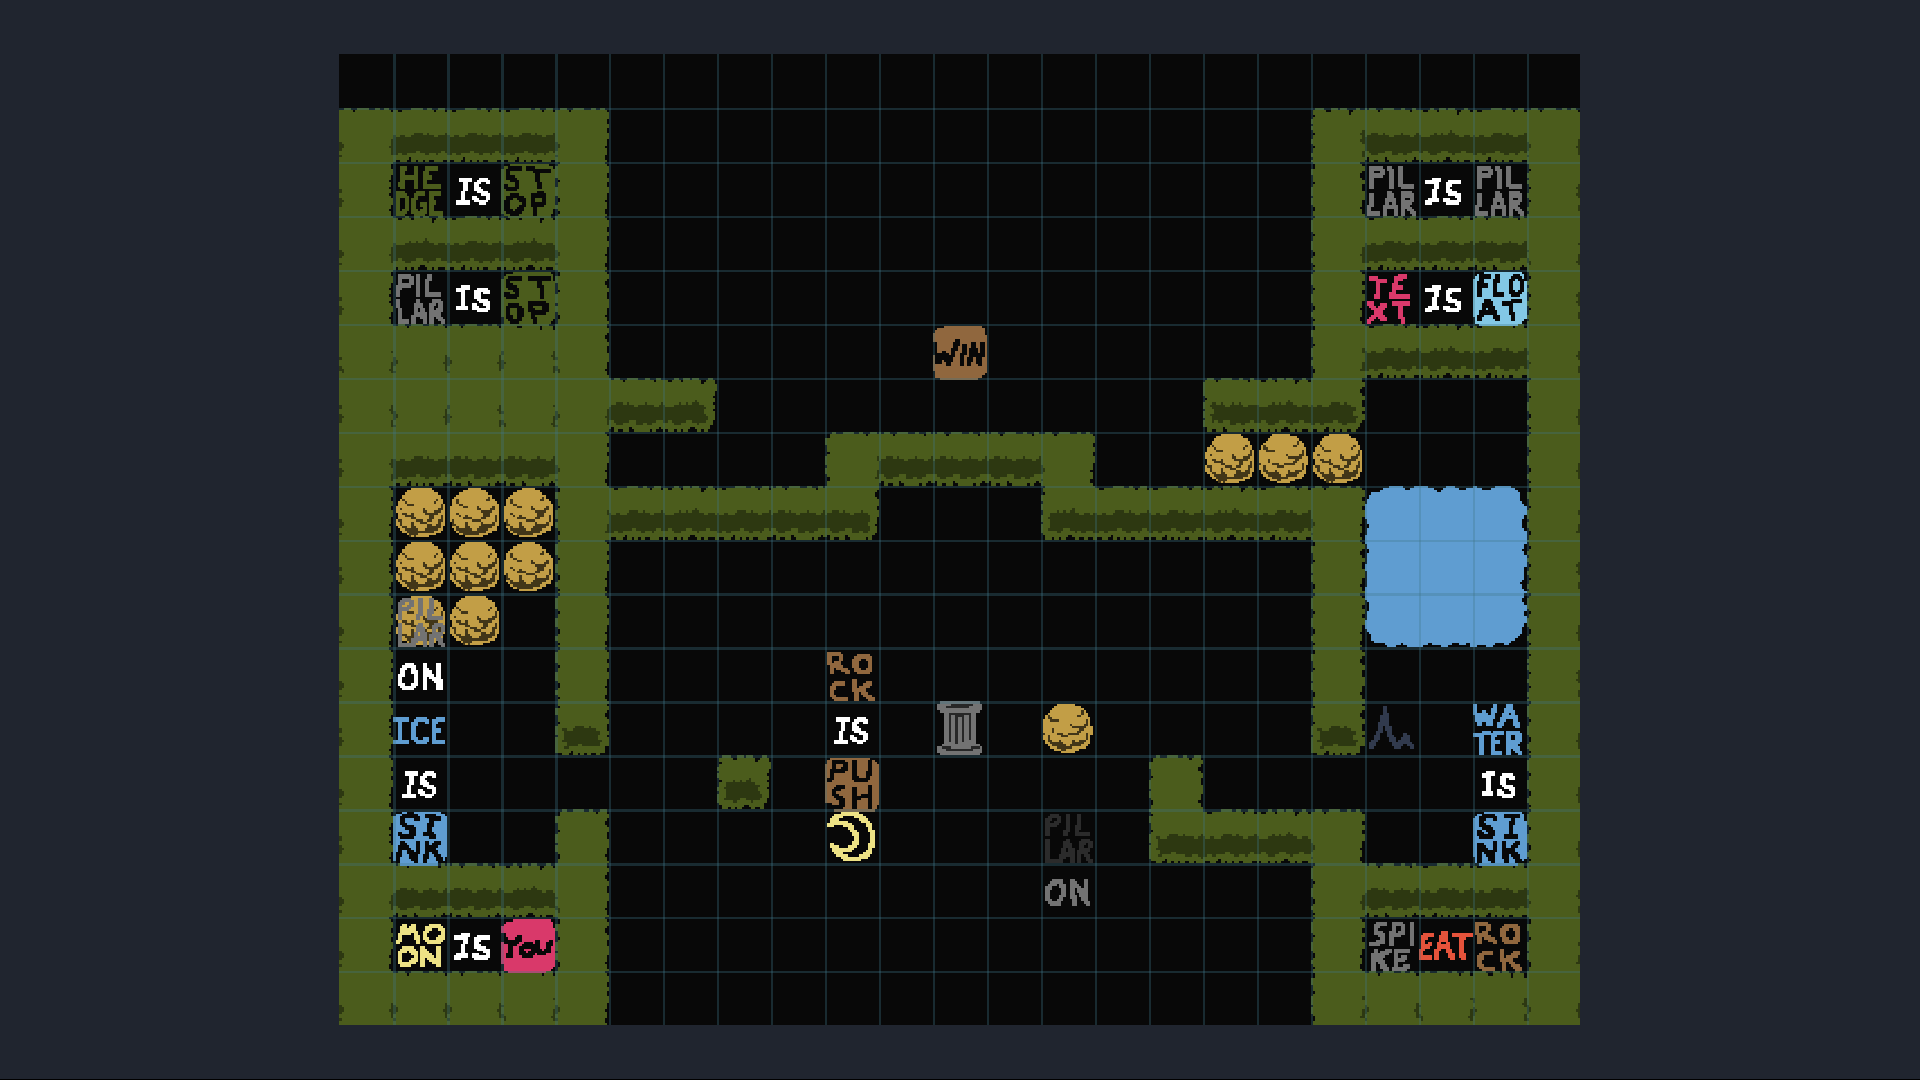 HEDGE IS STOP
PILLAR IS PILLAR
PILLAR IS STOP
TEXT IS FLOAT
WIN
PILLAR
ON
ICE
IS
SINK
ROCK
IS
PUSH
PILLAR
ON
WATER
IS
SINK
MOON IS YOU
SPIKE EAT ROCK